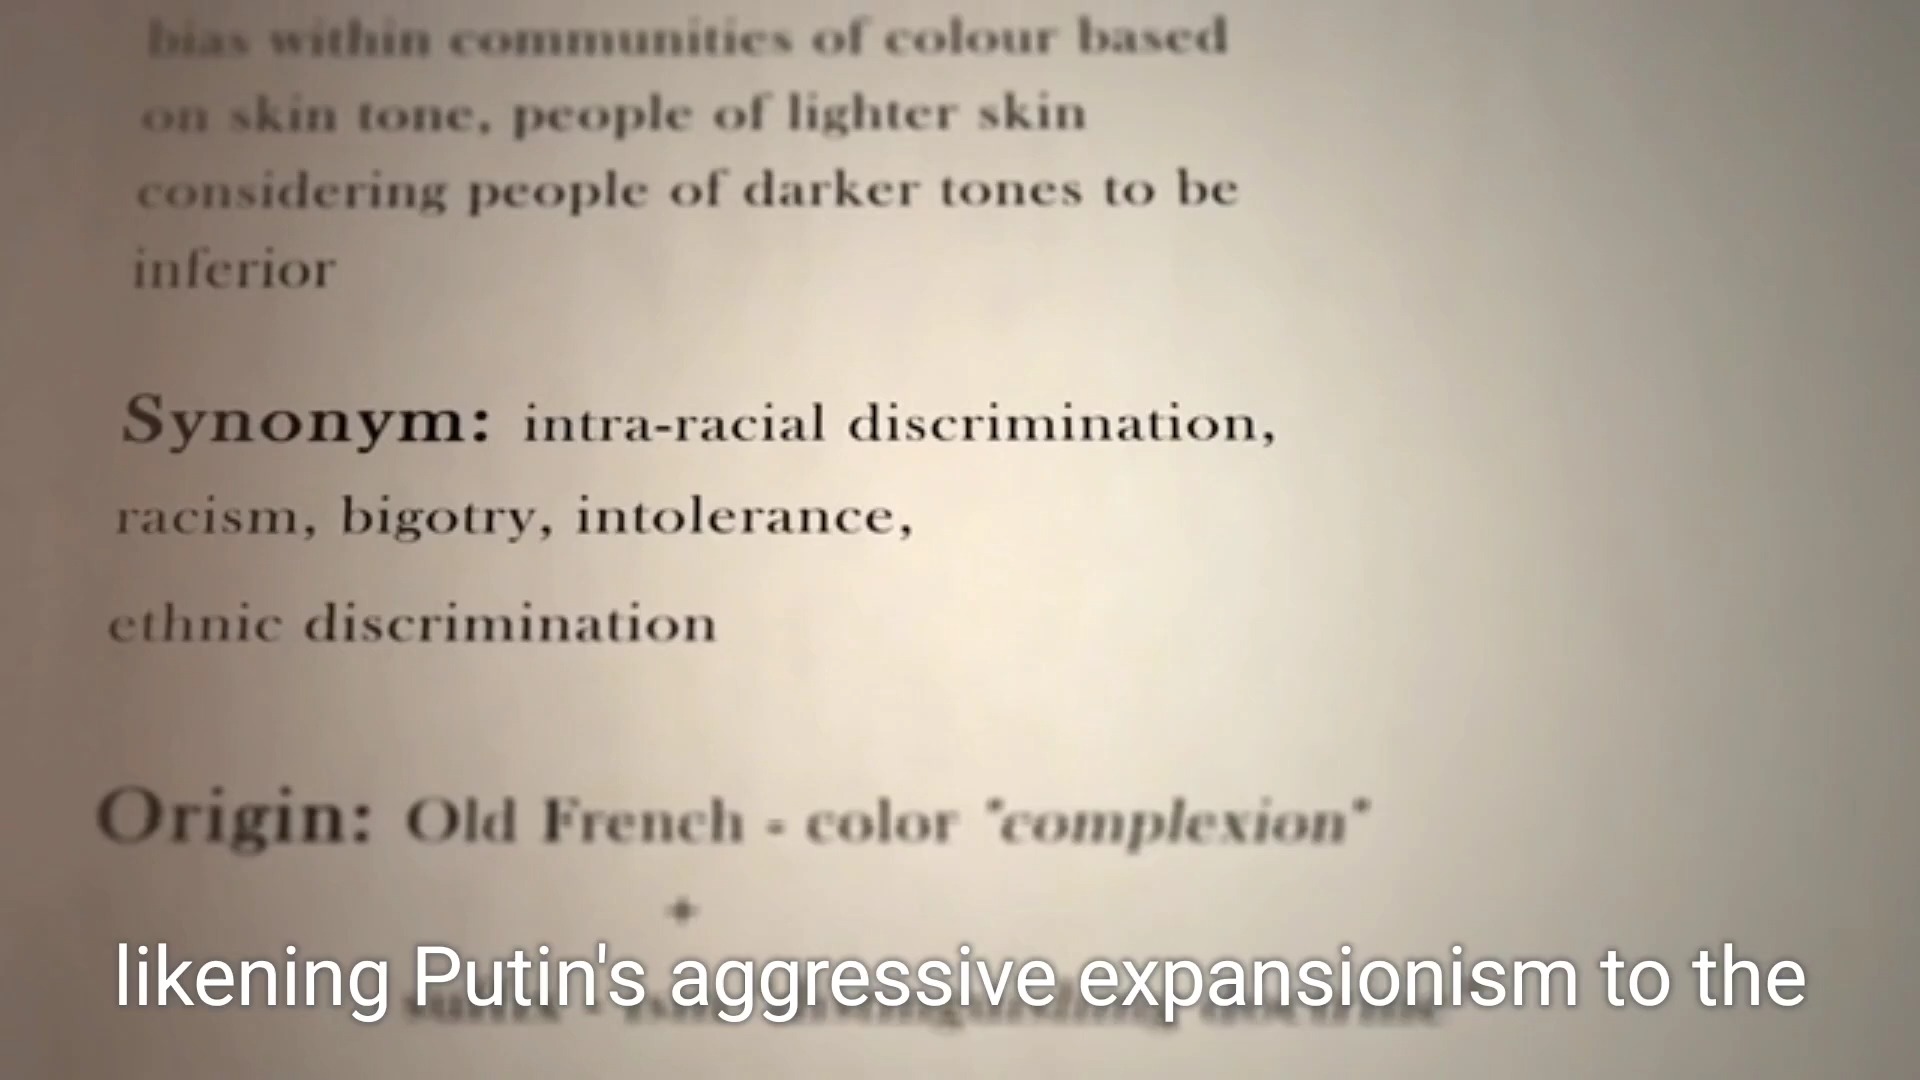 bias within communities of colour based
on skin tone, people of lighter skin
considering people of darker tones to be
inferior
Synonym: intra-racial discrimination,
racism, bigotry, intolerance,
ethnic discrimination
Origin: Old French - color "complexion"
+
likening Putin's aggressive expansionism to the